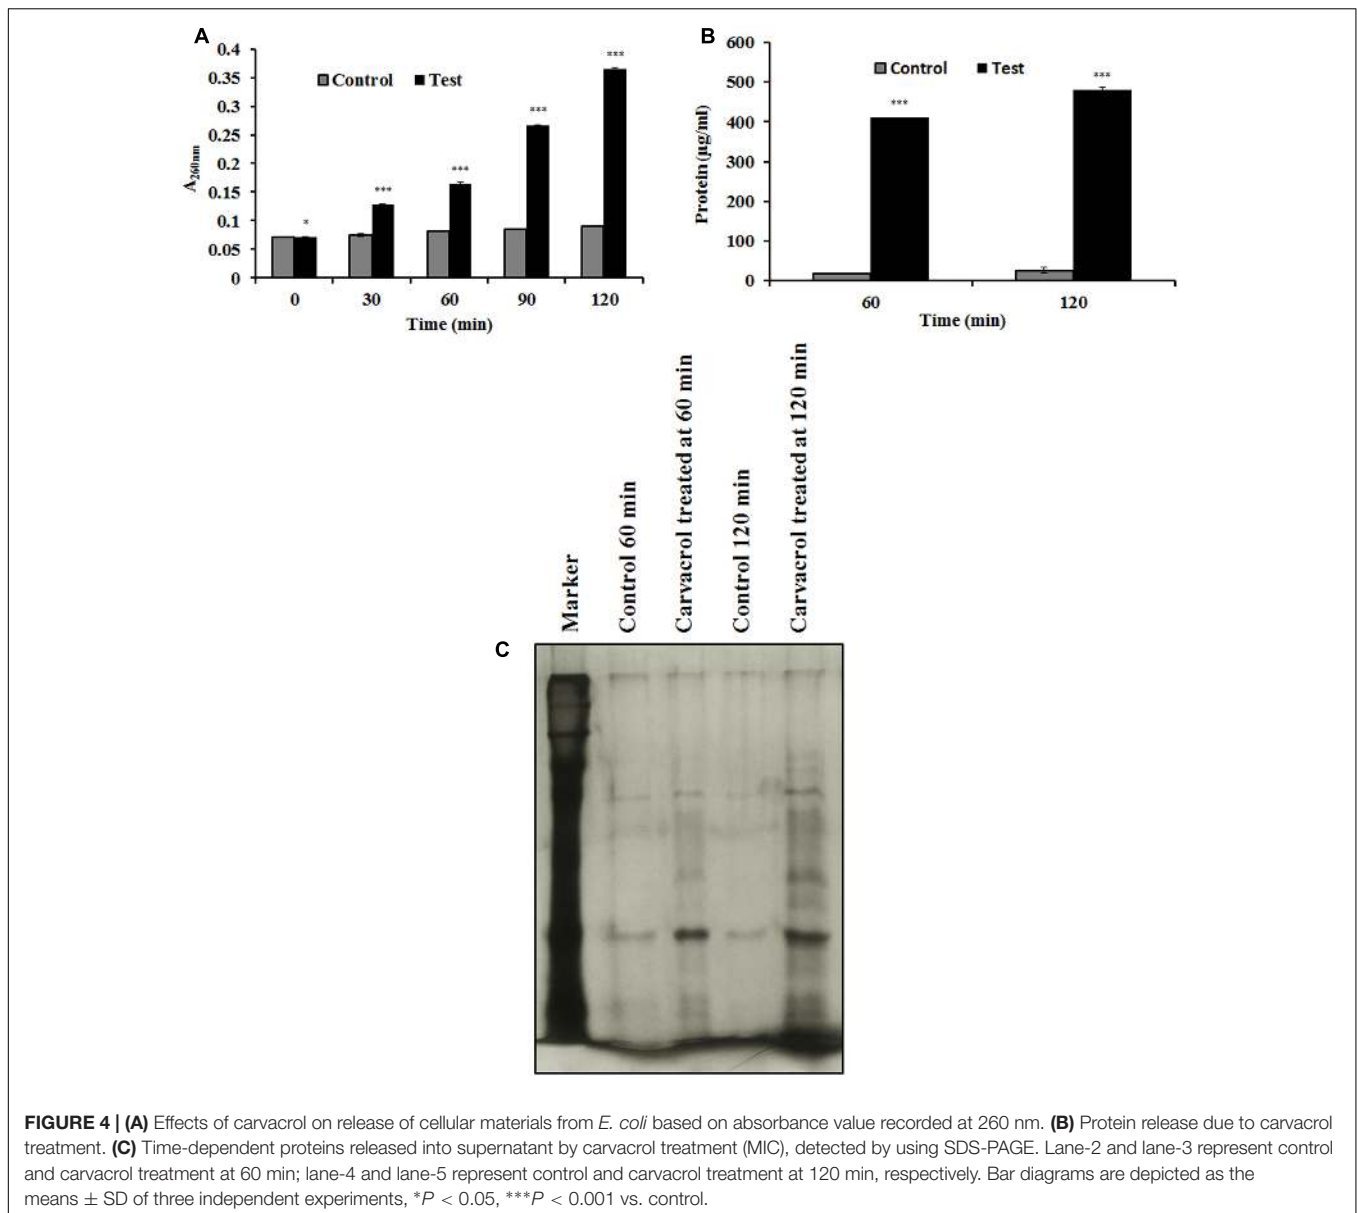 A
0.4
0.35
0.3
0.25
0.2
0.15
0.1
0.05
0
A260nm
Control Test
*
***
***
***
***
0 30 60 90 120
Time (min)
B
600
500
400
300
200
100
0
Protein (µg/ml)
Control Test
***
***
60 120
Time (min)
Marker
Control 60 min
Carvacrol treated at 60 min
Control 120 min
Carvacrol treated at 120 min
C
FIGURE 4 | (A) Effects of carvacrol on release of cellular materials from E. coli based on absorbance value recorded at 260 nm. (B) Protein release due to carvacrol
treatment. (C) Time-dependent proteins released into supernatant by carvacrol treatment (MIC), detected by using SDS-PAGE. Lane-2 and lane-3 represent control
and carvacrol treatment at 60 min; lane-4 and lane-5 represent control and carvacrol treatment at 120 min, respectively. Bar diagrams are depicted as the
means ± SD of three independent experiments, *P < 0.05, ***P < 0.001 vs. control.